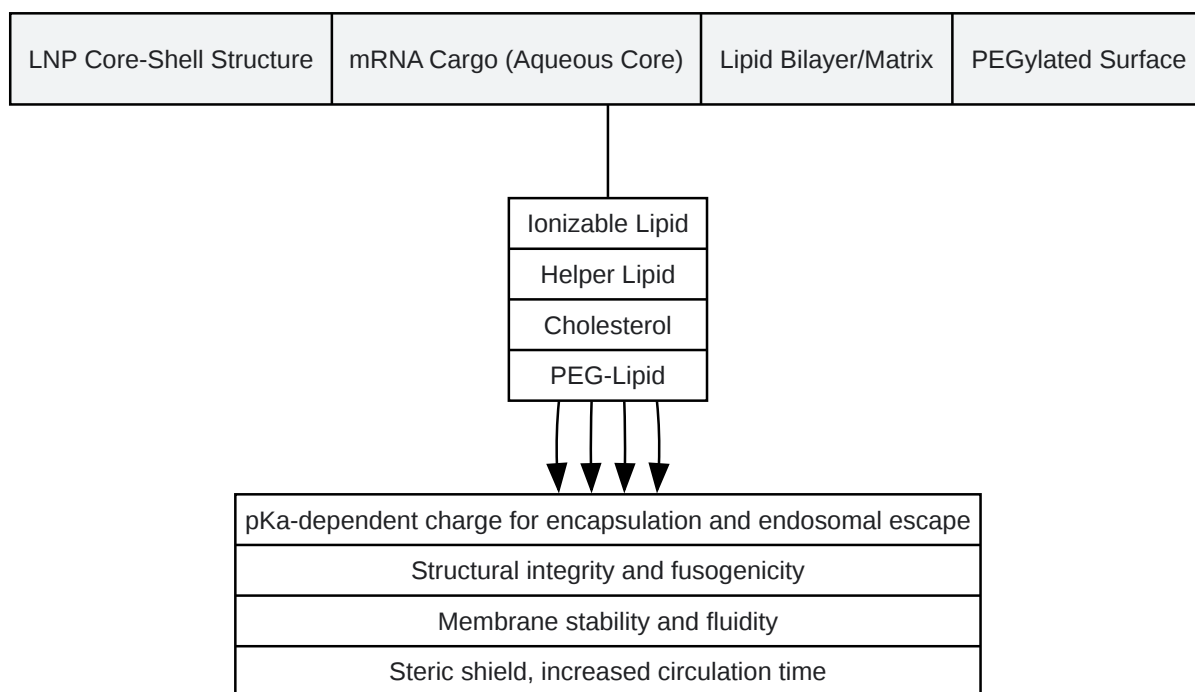 LNP Core-Shell Structure
mRNA Cargo (Aqueous Core)
Lipid Bilayer/Matrix
PEGylated Surface
Ionizable Lipid
Helper Lipid
Cholesterol
PEG-Lipid
pKa-dependent charge for encapsulation and endosomal escape
Structural integrity and fusogenicity
Membrane stability and fluidity
Steric shield, increased circulation time